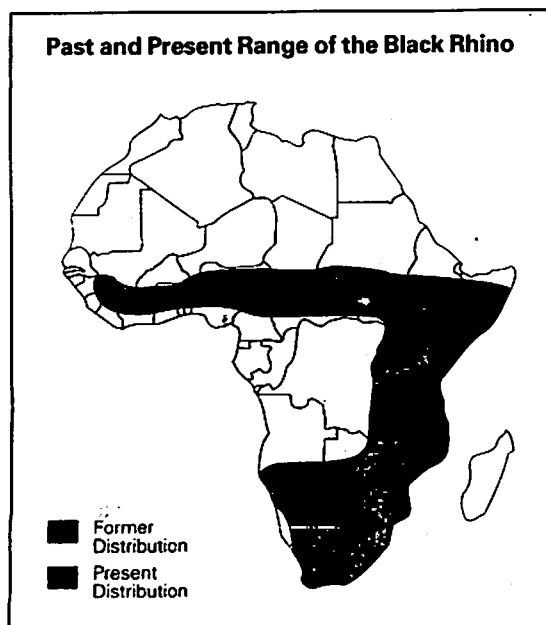 Past and Present Range of the Black Rhino
Former
Distribution
Present
Distribution